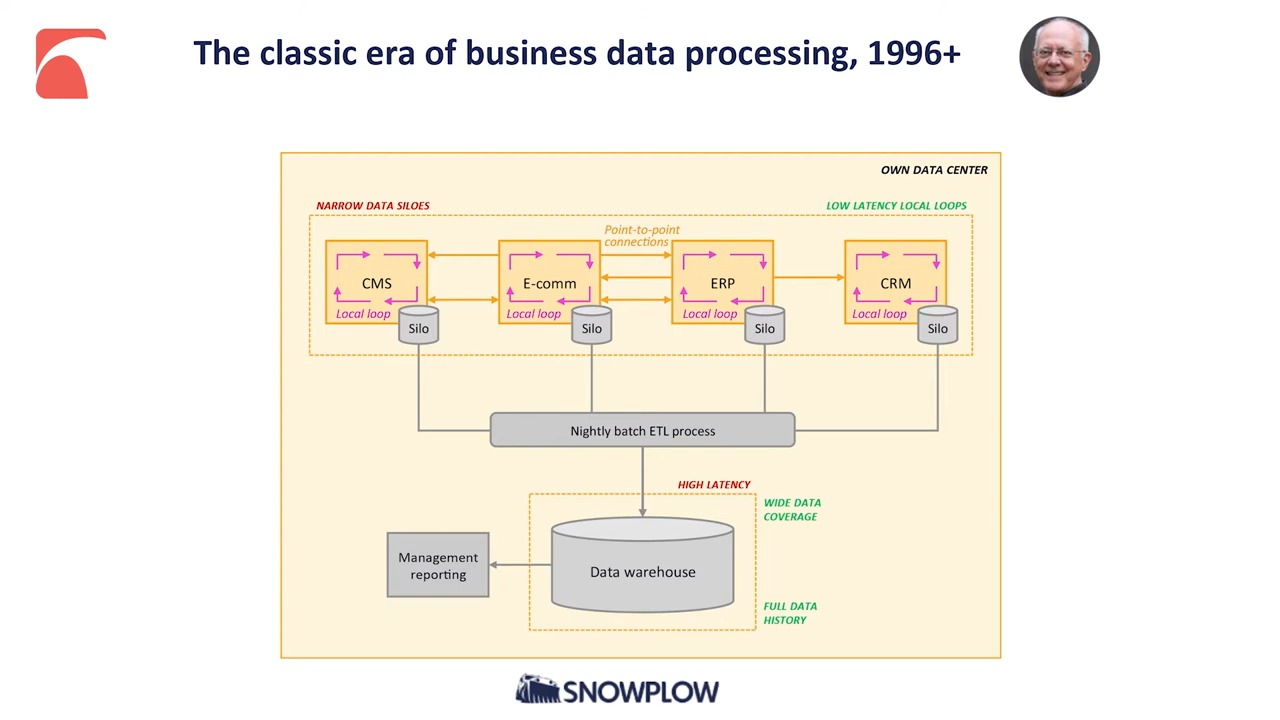 The classic era of business data processing, 1996+
OWN DATA CENTER
NARROW DATA SILOES
LOW LATENCY LOCAL LOOPS
Point-to-point
connections
CMS
E-comm
ERP
CRM
Local loop
Local loop
Local loop
Local loop
Silo
Silo
Silo
Silo
Nightly batch ETL process
HIGH LATENCY
WIDE DATA
COVERAGE
Management
reporting
Data warehouse
FULL DATA
HISTORY
SNOWPLOW